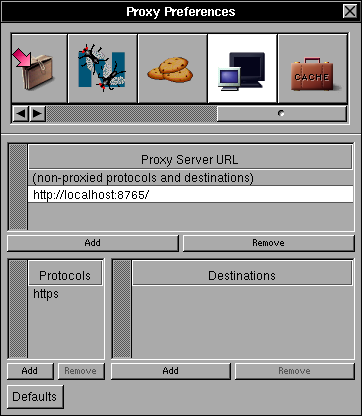 Proxy Preferences
CACHE
Proxy Server URL
(non-proxied protocols and destinations)
http://localhost:8765/
Add Remove
Protocols Destinations
https
Add Remove Add Remove
Defaults